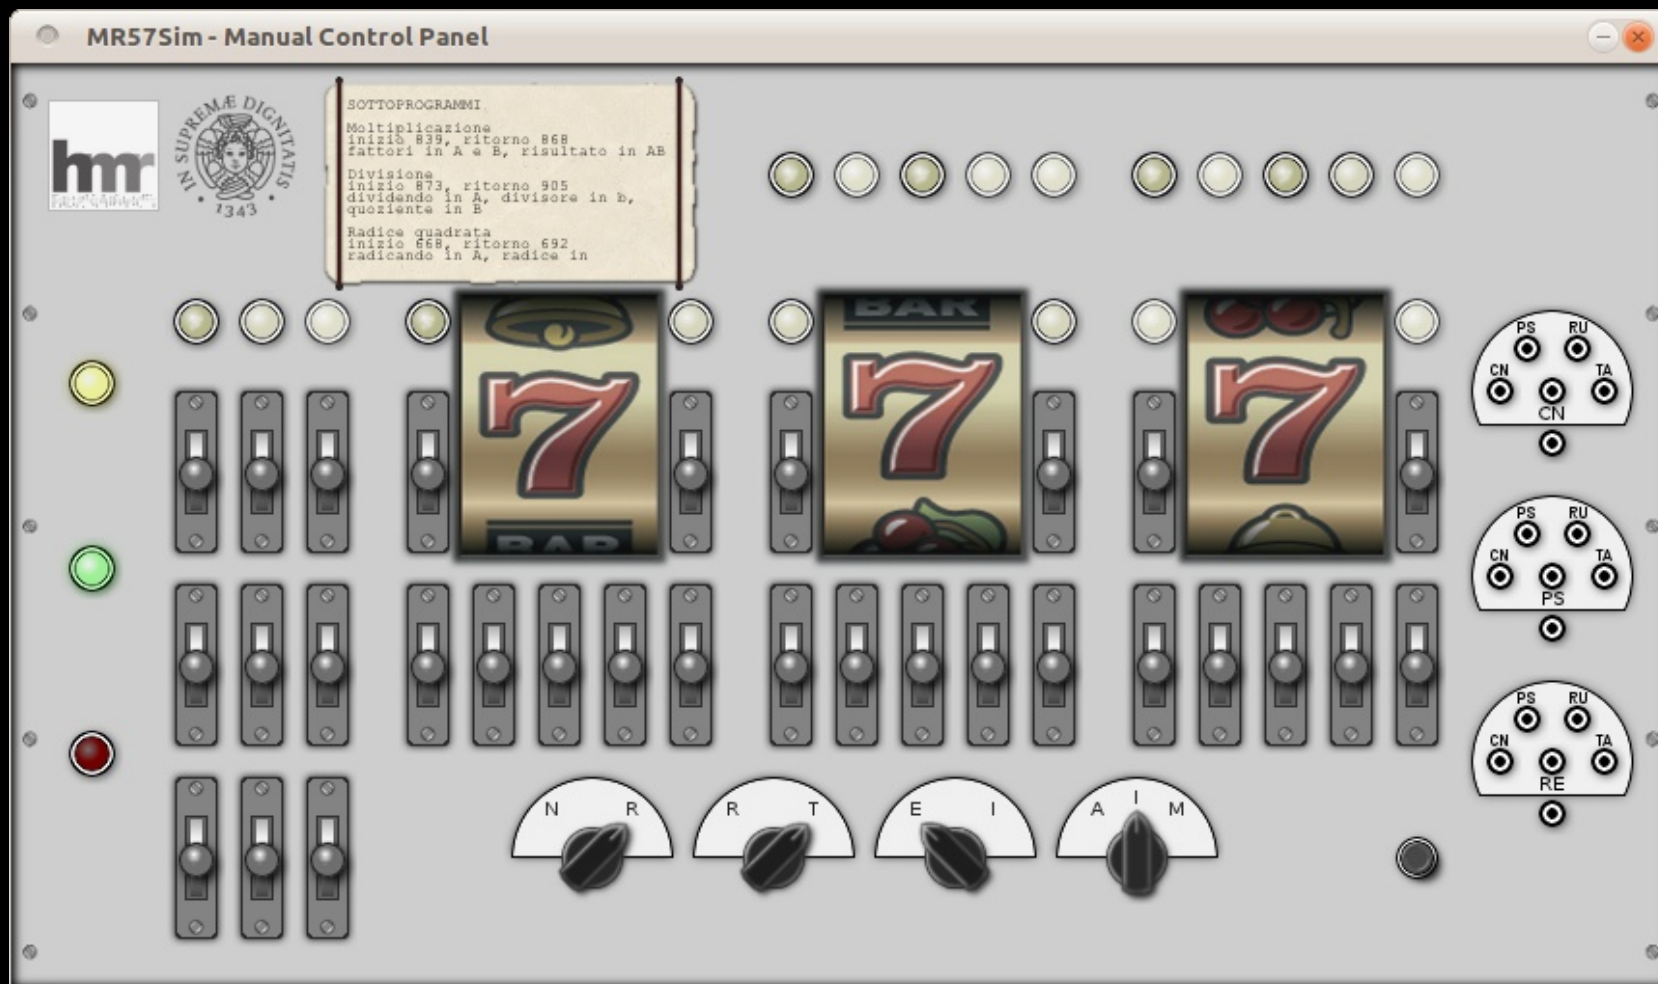 MR57Sim - Manual Control Panel
hmr
IN SUPREMÆ DIGNITATIS
1343
SOTTOPROGRAMMI
Moltiplicazione
inizio 839, ritorno 868
fattori in A e B, risultato in AB
Divisione
inizio 873, ritorno 905
dividendo in A, divisore in b,
quoziente in B
Radice quadrata
inizio 668, ritorno 692
radicando in A, radice in
BAR
7 7 7
BAR
PS RU
CN TA
CN
PS RU
CN TA
PS
PS RU
CN TA
RE
N R R T E I A I M